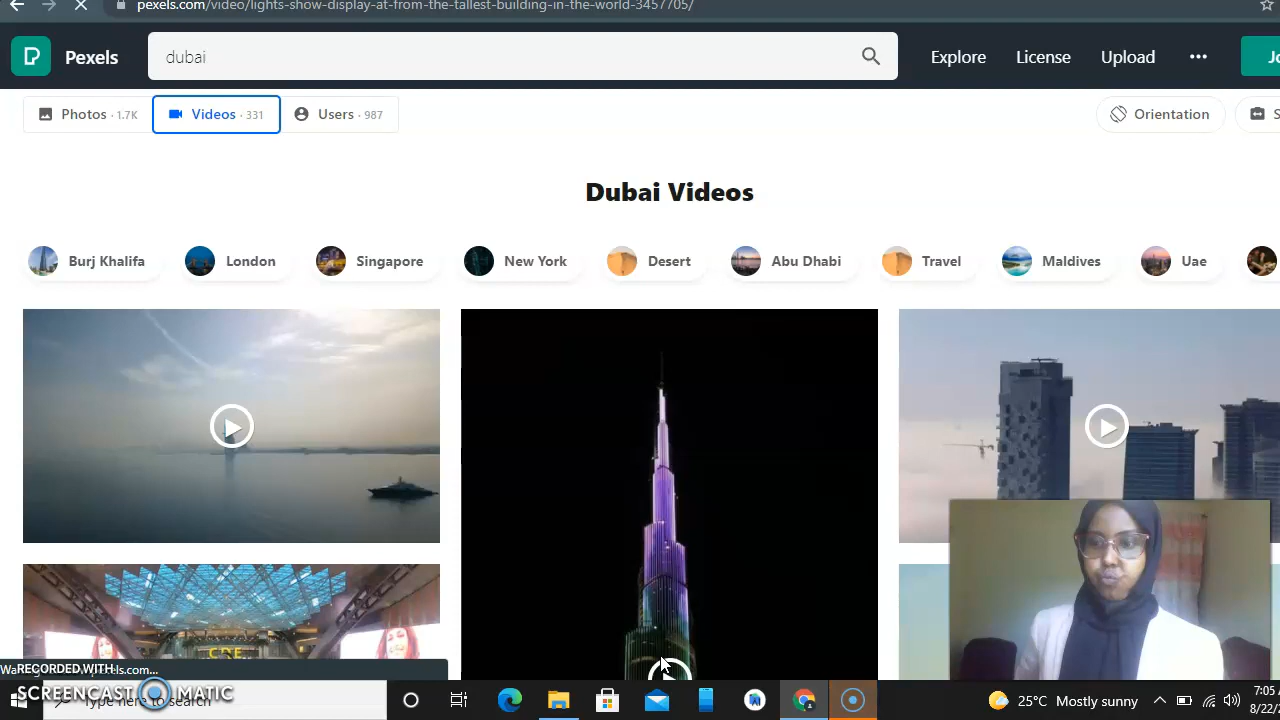 pexels.com/video/lights-show-display-at-from-the-tallest-building-in-the-world-3457705/
Pexels
dubai
Explore
License
Upload
Photos · 1.7K
Videos · 331
Users · 987
Orientation
Dubai Videos
Burj Khalifa
London
Singapore
New York
Desert
Abu Dhabi
Travel
Maldives
Uae
RECORDED WITH
SCREENCAST MATIC
Type here to search
25°C Mostly sunny
7:05
8/22/2